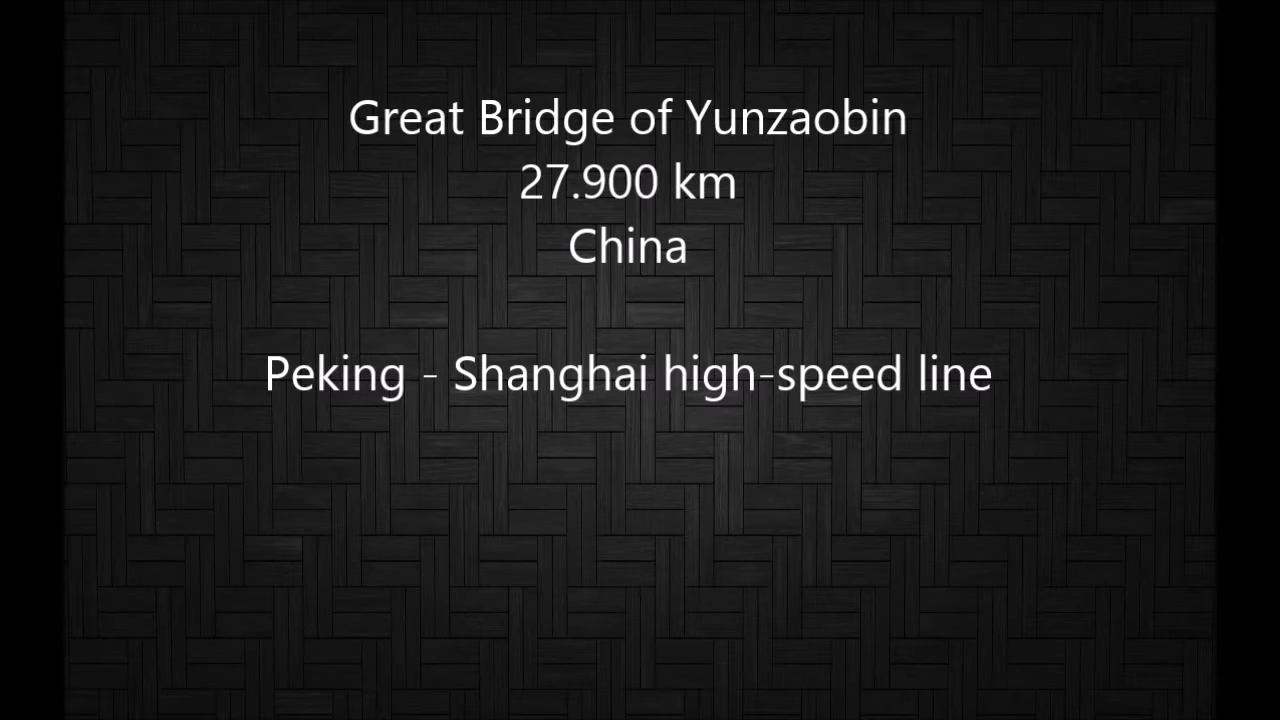 Great Bridge of Yunzaobin
27.900 km
China
Peking - Shanghai high-speed line